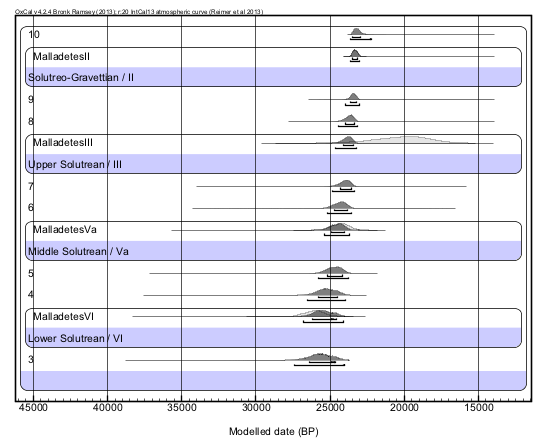 OxCal v4.2.4 Bronk Ramsey (2013); r:20 IntCal13 atmospheric curve (Reimer et al 2013)
10
MalladetesII
Solutreo-Gravettian / II
9
8
MalladetesIII
Upper Solutrean / III
7
6
MalladetesVa
Middle Solutrean / Va
5
4
MalladetesVI
Lower Solutrean / VI
3
45000 40000 35000 30000 25000 20000 15000
Modelled date (BP)